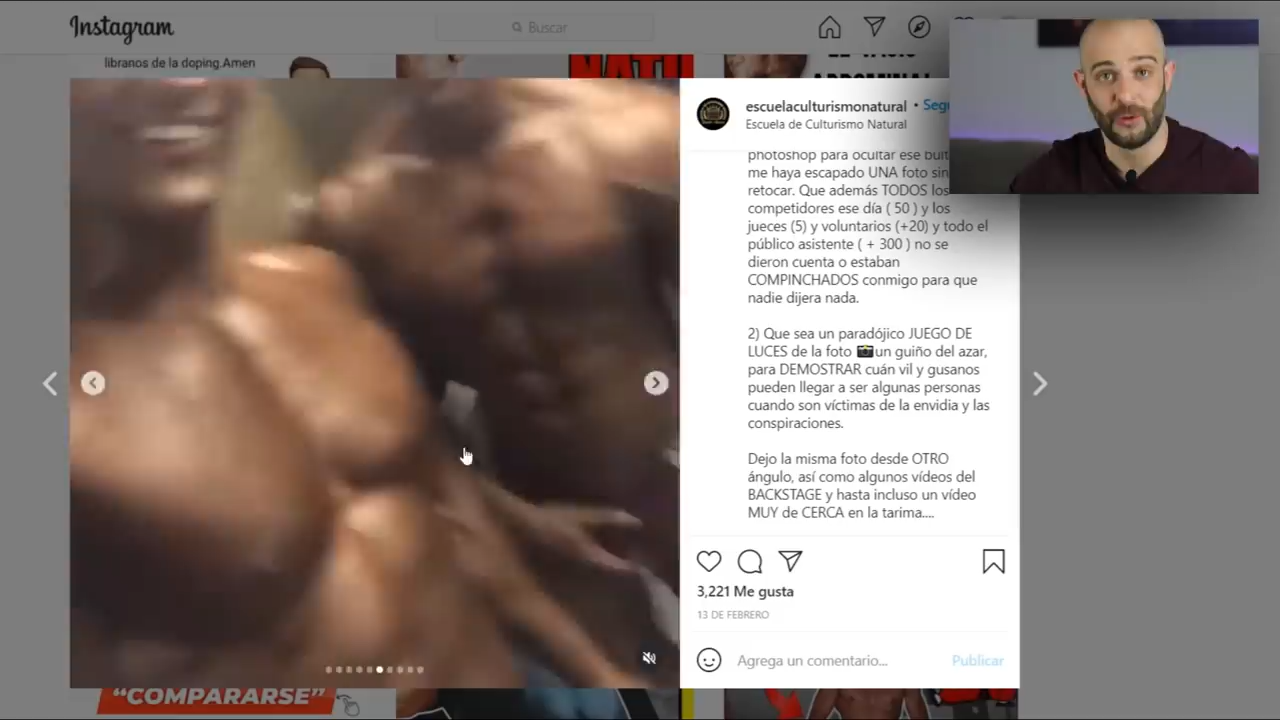 Instagram
Buscar
libranos de la doping.Amen
NATU
escuelaculturismonatural •
Escuela de Culturismo Natural
photoshop para ocultar ese
me haya escapado UNA foto sin
retocar. Que además TODOS los
competidores ese día ( 50 ) y los
jueces (5) y voluntarios (+20) y todo el
público asistente ( + 300 ) no se
dieron cuenta o estaban
COMPINCHADOS conmigo para que
nadie dijera nada.
2) Que sea un paradójico JUEGO DE
LUCES de la foto 📸un guiño del azar,
para DEMOSTRAR cuán vil y gusanos
pueden llegar a ser algunas personas
cuando son víctimas de la envidia y las
conspiraciones.
Dejo la misma foto desde OTRO
ángulo, así como algunos vídeos del
BACKSTAGE y hasta incluso un vídeo
MUY de CERCA en la tarima....
3,221 Me gusta
13 DE FEBRERO
Agrega un comentario...
Publicar
“COMPARARSE”